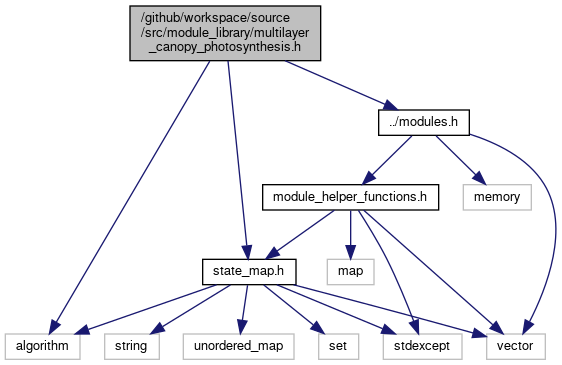 /github/workspace/source
/src/module_library/multilayer
_canopy_photosynthesis.h
../modules.h
module_helper_functions.h
memory
state_map.h
map
algorithm
string
unordered_map
set
stdexcept
vector